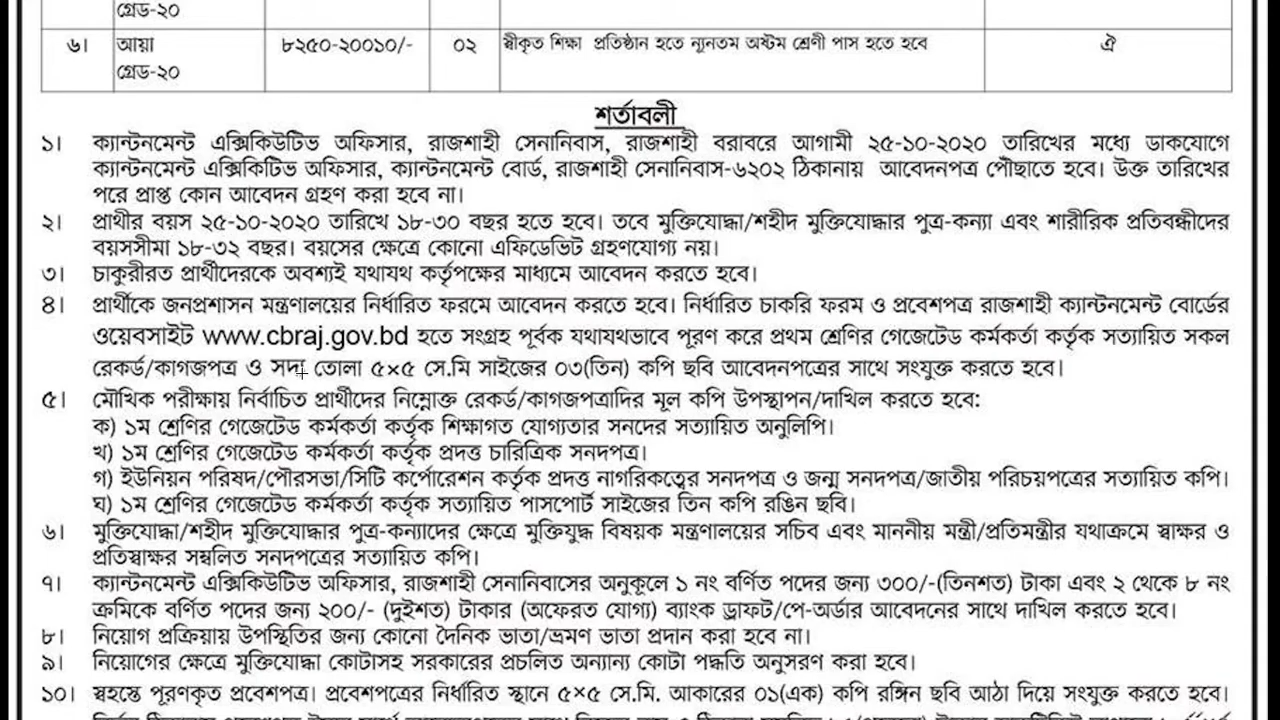 গ্রেড-২০
৬। আয়া ৮২৫০-২০০১০/- ০২ স্বীকৃত শিক্ষা প্রতিষ্ঠান হতে ন্যূনতম অষ্টম শ্রেণী পাস হতে হবে ঐ
গ্রেড-২০
শর্তাবলী
১। ক্যান্টনমেন্ট এক্সিকিউটিভ অফিসার, রাজশাহী সেনানিবাস, রাজশাহী বরাবরে আগামী ২৫-১০-২০২০ তারিখের মধ্যে ডাকযোগে
ক্যান্টনমেন্ট এক্সিকিটিভ অফিসার, ক্যান্টনমেন্ট বোর্ড, রাজশাহী সেনানিবাস-৬২০২ ঠিকানায় আবেদনপত্র পৌঁছাতে হবে। উক্ত তারিখের
পরে প্রাপ্ত কোন আবেদন গ্রহণ করা হবে না।
২। প্রার্থীর বয়স ২৫-১০-২০২০ তারিখে ১৮-৩০ বছর হতে হবে। তবে মুক্তিযোদ্ধা/শহীদ মুক্তিযোদ্ধার পুত্র-কন্যা এবং শারীরিক প্রতিবন্ধীদের
বয়সসীমা ১৮-৩২ বছর। বয়সের ক্ষেত্রে কোনো এফিডেভিট গ্রহণযোগ্য নয়।
৩। চাকুরীরত প্রার্থীদেরকে অবশ্যই যথাযথ কর্তৃপক্ষের মাধ্যমে আবেদন করতে হবে।
৪। প্রার্থীকে জনপ্রশাসন মন্ত্রণালয়ের নির্ধারিত ফরমে আবেদন করতে হবে। নির্ধারিত চাকরি ফরম ও প্রবেশপত্র রাজশাহী ক্যান্টনমেন্ট বোর্ডের
ওয়েবসাইট www.cbraj.gov.bd হতে সংগ্রহ পূর্বক যথাযথভাবে পূরণ করে প্রথম শ্রেণির গেজেটেড কর্মকর্তা কর্তৃক সত্যায়িত সকল
রেকর্ড/কাগজপত্র ও সদ্য তোলা ৫×৫ সে.মি সাইজের ০৩(তিন) কপি ছবি আবেদনপত্রের সাথে সংযুক্ত করতে হবে।
৫। মৌখিক পরীক্ষায় নির্বাচিত প্রার্থীদের নিম্নোক্ত রেকর্ড/কাগজপত্রাদির মূল কপি উপস্থাপন/দাখিল করতে হবে:
ক) ১ম শ্রেণির গেজেটেড কর্মকর্তা কর্তৃক শিক্ষাগত যোগ্যতার সনদের সত্যায়িত অনুলিপি।
খ) ১ম শ্রেণির গেজেটেড কর্মকর্তা কর্তৃক প্রদত্ত চারিত্রিক সনদপত্র।
গ) ইউনিয়ন পরিষদ/পৌরসভা/সিটি কর্পোরেশন কর্তৃক প্রদত্ত নাগরিকত্বের সনদপত্র ও জন্ম সনদপত্র/জাতীয় পরিচয়পত্রের সত্যায়িত কপি।
ঘ) ১ম শ্রেণির গেজেটেড কর্মকর্তা কর্তৃক সত্যায়িত পাসপোর্ট সাইজের তিন কপি রঙিন ছবি।
৬। মুক্তিযোদ্ধা/শহীদ মুক্তিযোদ্ধার পুত্র-কন্যাদের ক্ষেত্রে মুক্তিযুদ্ধ বিষয়ক মন্ত্রণালয়ের সচিব এবং মাননীয় মন্ত্রী/প্রতিমন্ত্রীর যথাক্রমে স্বাক্ষর ও
প্রতিস্বাক্ষর সম্বলিত সনদপত্রের সত্যায়িত কপি।
৭। ক্যান্টনমেন্ট এক্সিকিউটিভ অফিসার, রাজশাহী সেনানিবাসের অনুকূলে ১ নং বর্ণিত পদের জন্য ৩০০/-(তিনশত) টাকা এবং ২ থেকে ৮ নং
ক্রমিকে বর্ণিত পদের জন্য ২০০/- (দুইশত) টাকার (অফেরত যোগ্য) ব্যাংক ড্রাফট/পে-অর্ডার আবেদনের সাথে দাখিল করতে হবে।
৮। নিয়োগ প্রক্রিয়ায় উপস্থিতির জন্য কোনো দৈনিক ভাতা/ভ্রমণ ভাতা প্রদান করা হবে না।
৯। নিয়োগের ক্ষেত্রে মুক্তিযোদ্ধা কোটাসহ সরকারের প্রচলিত অন্যান্য কোটা পদ্ধতি অনুসরণ করা হবে।
১০। স্বহস্তে পূরণকৃত প্রবেশপত্র। প্রবেশপত্রের নির্ধারিত স্থানে ৫×৫ সে.মি. আকারের ০১(এক) কপি রঙ্গিন ছবি আঠা দিয়ে সংযুক্ত করতে হবে।